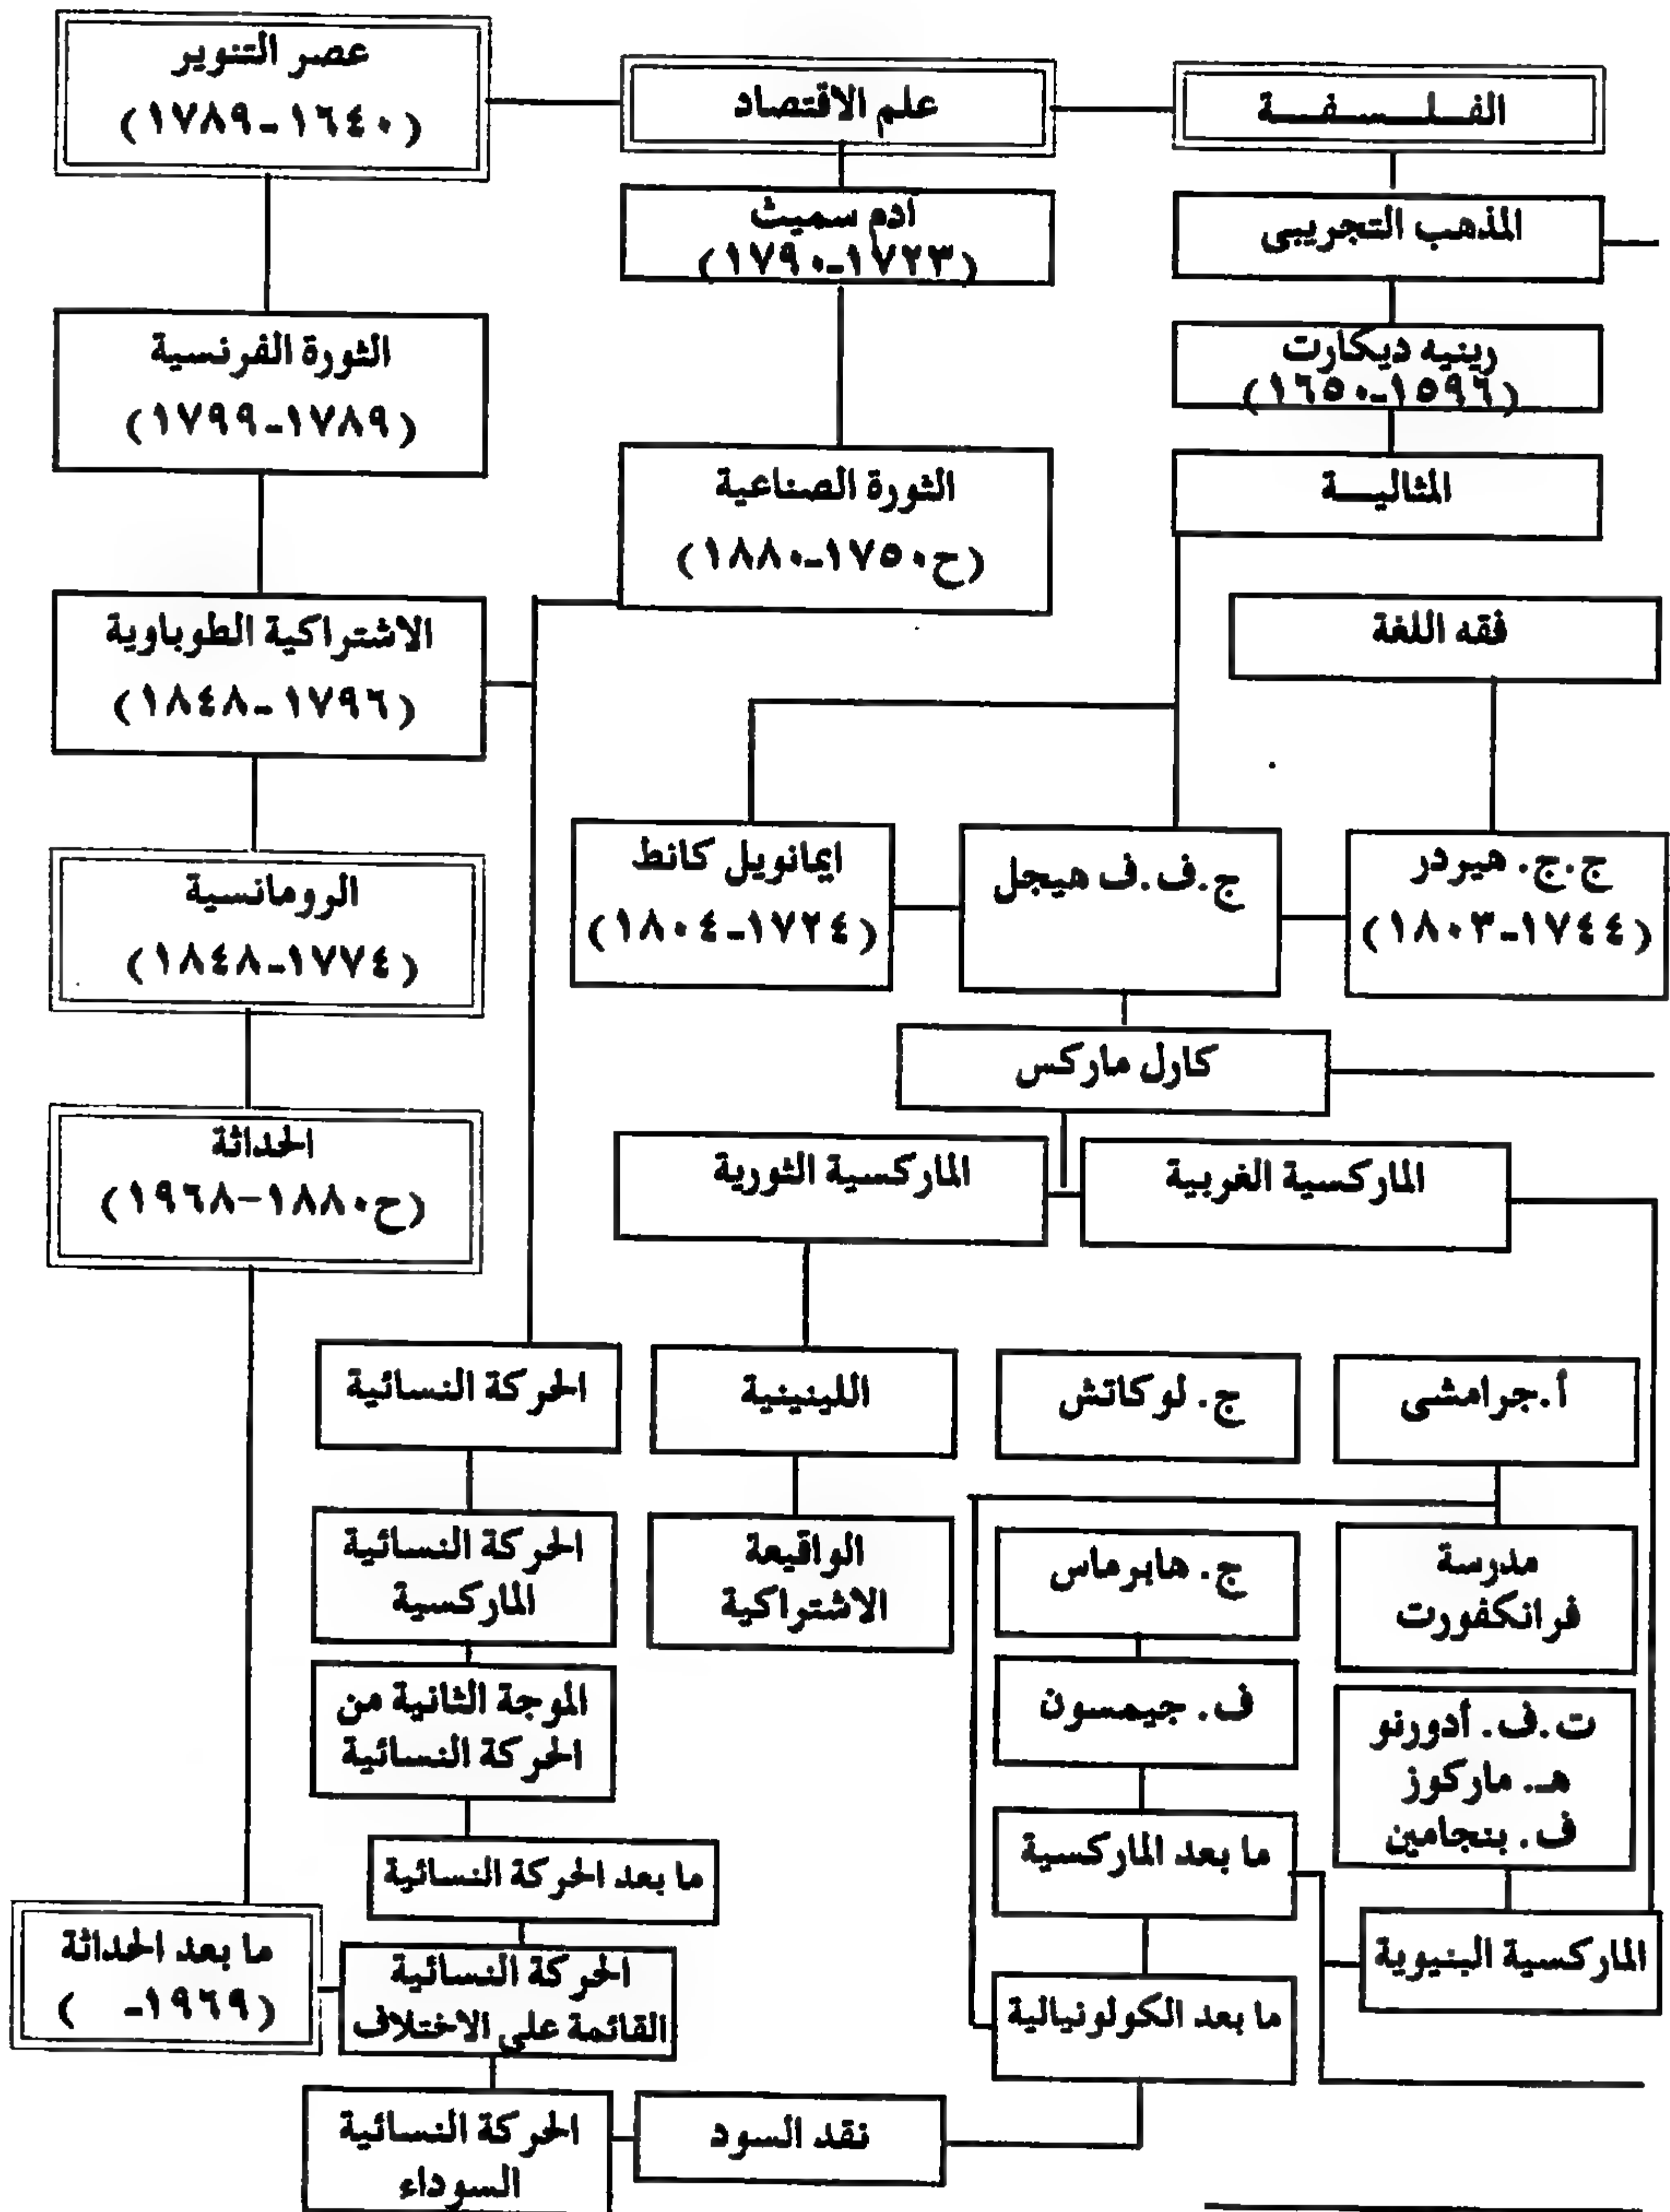 الفلسفة
علم الاقتصاد
عصر التنوير
(١٦٤٠-١٧٨٩)
المذهب التجريبى
ادم سميث
(١٧٢٣-١٧٩٠)
رينيه ديكارت
(١٥٩٦-١٦٥٠)
الثورة الفرنسية
(١٧٨٩-١٧٩٩)
المثالية
الثورة الصناعية
(ح١٧٥٠-١٨٨٠)
فقه اللغة
الاشتراكية الطوباوية
(١٧٩٦-١٨٤٨)
ج.ج. هيردر
(١٧٤٤-١٨٠٣)
ج.ف.ف هيجل
ايمانويل كانط
(١٧٢٤-١٨٠٤)
الرومانسية
(١٧٧٤-١٨٤٨)
كارل ماركس
الماركسية الغربية
الماركسية الثورية
الحداثة
(ح١٨٨٠-١٩٦٨)
أ.جرامشى
ج. لوكاتش
اللينينية
الحركة النسائية
مدرسة
فرانكفورت
ج. هابرماس
الواقيعة
الاشتراكية
الحركة النسائية
الماركسية
ت.ف. أدورنو
هـ. ماركوز
ف. بنجامين
ف. جيمسون
الموجة الثانية من
الحركة النسائية
ما بعد الماركسية
ما بعد الحركة النسائية
الماركسية البنيوية
ما بعد الكولونيالية
الحركة النسائية
القائمة على الاختلاف
ما بعد الحداثة
(١٩٦٩- )
نقد السود
الحركة النسائية
السوداء